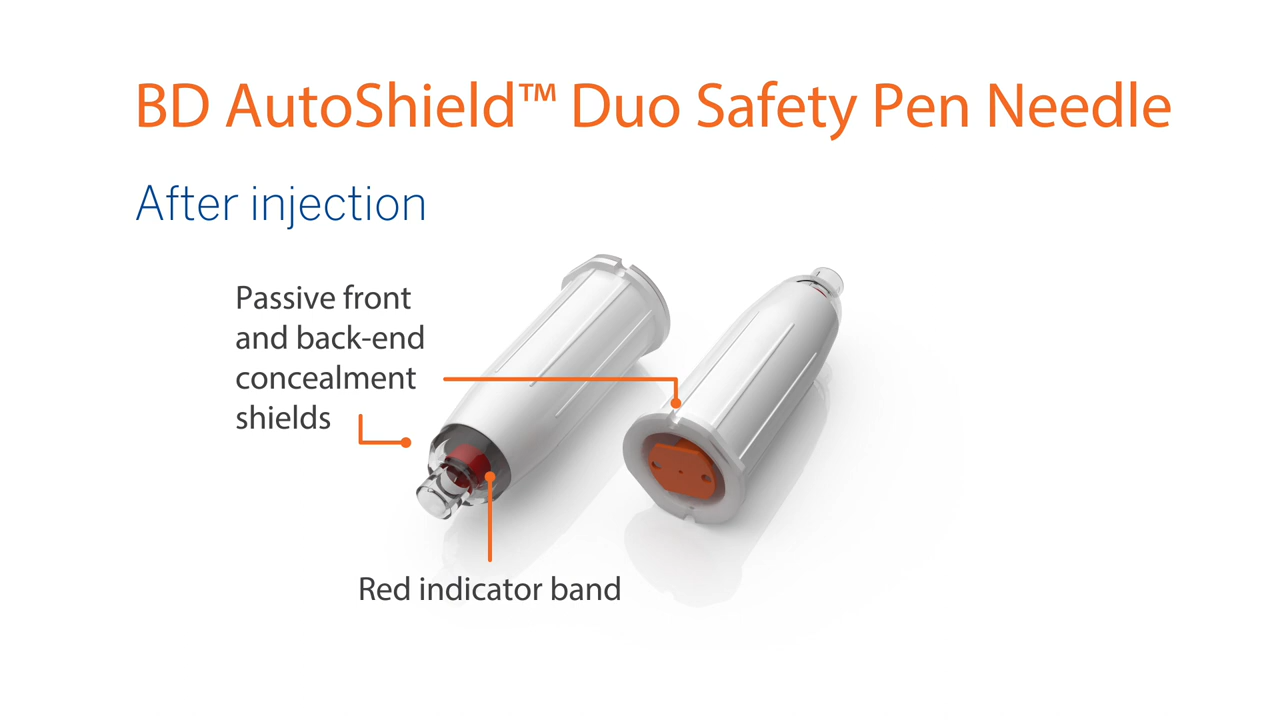 BD AutoShield™ Duo Safety Pen Needle
After injection
Passive front
and back-end
concealment
shields
Red indicator band